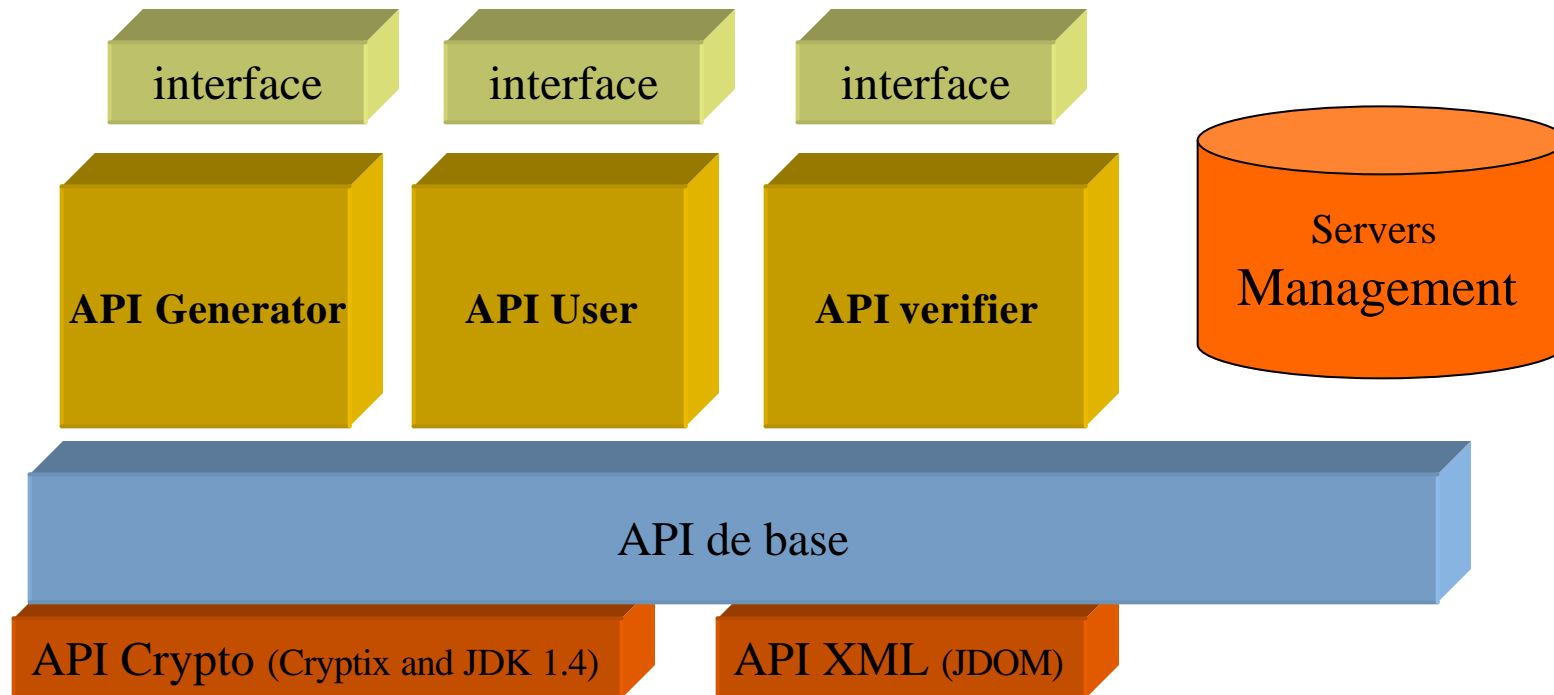 interface
interface
interface
Servers
Management
API Generator
API User
API verifier
API de base
API Crypto (Cryptix and JDK 1.4)
API XML (JDOM)